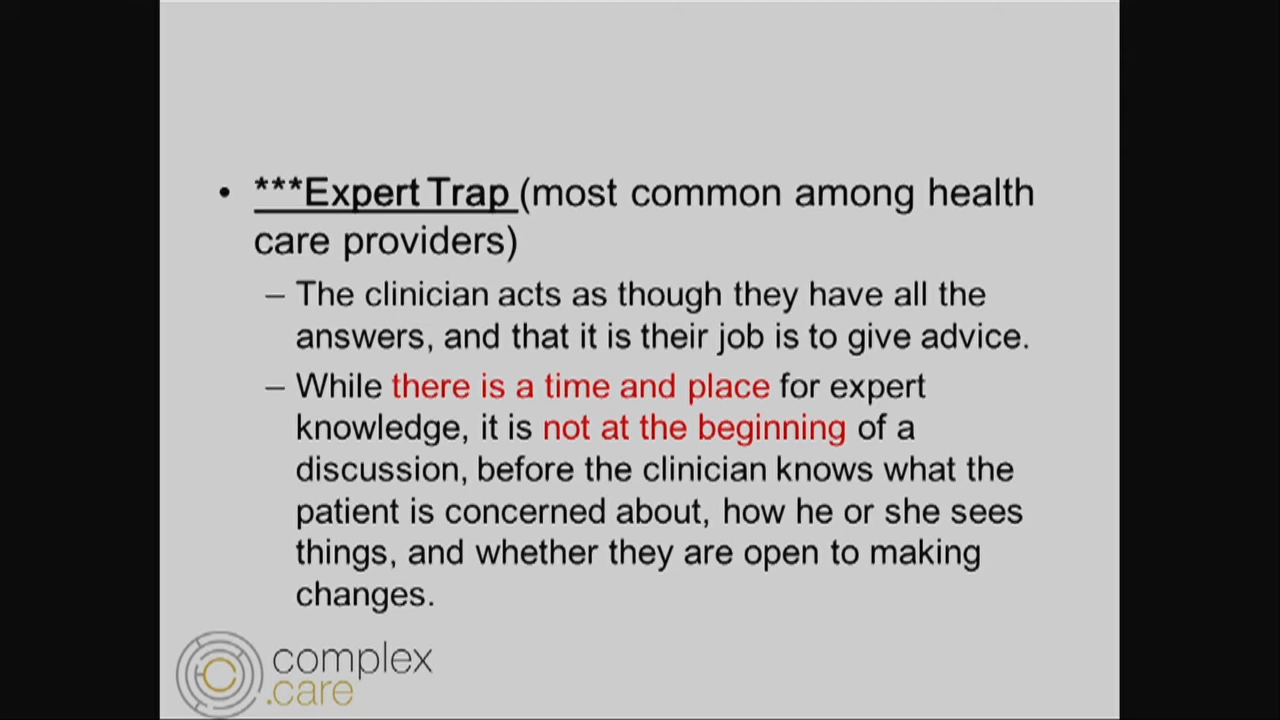 • ***Expert Trap (most common among health
care providers)
– The clinician acts as though they have all the
answers, and that it is their job is to give advice.
– While there is a time and place for expert
knowledge, it is not at the beginning of a
discussion, before the clinician knows what the
patient is concerned about, how he or she sees
things, and whether they are open to making
changes.
complex
.care